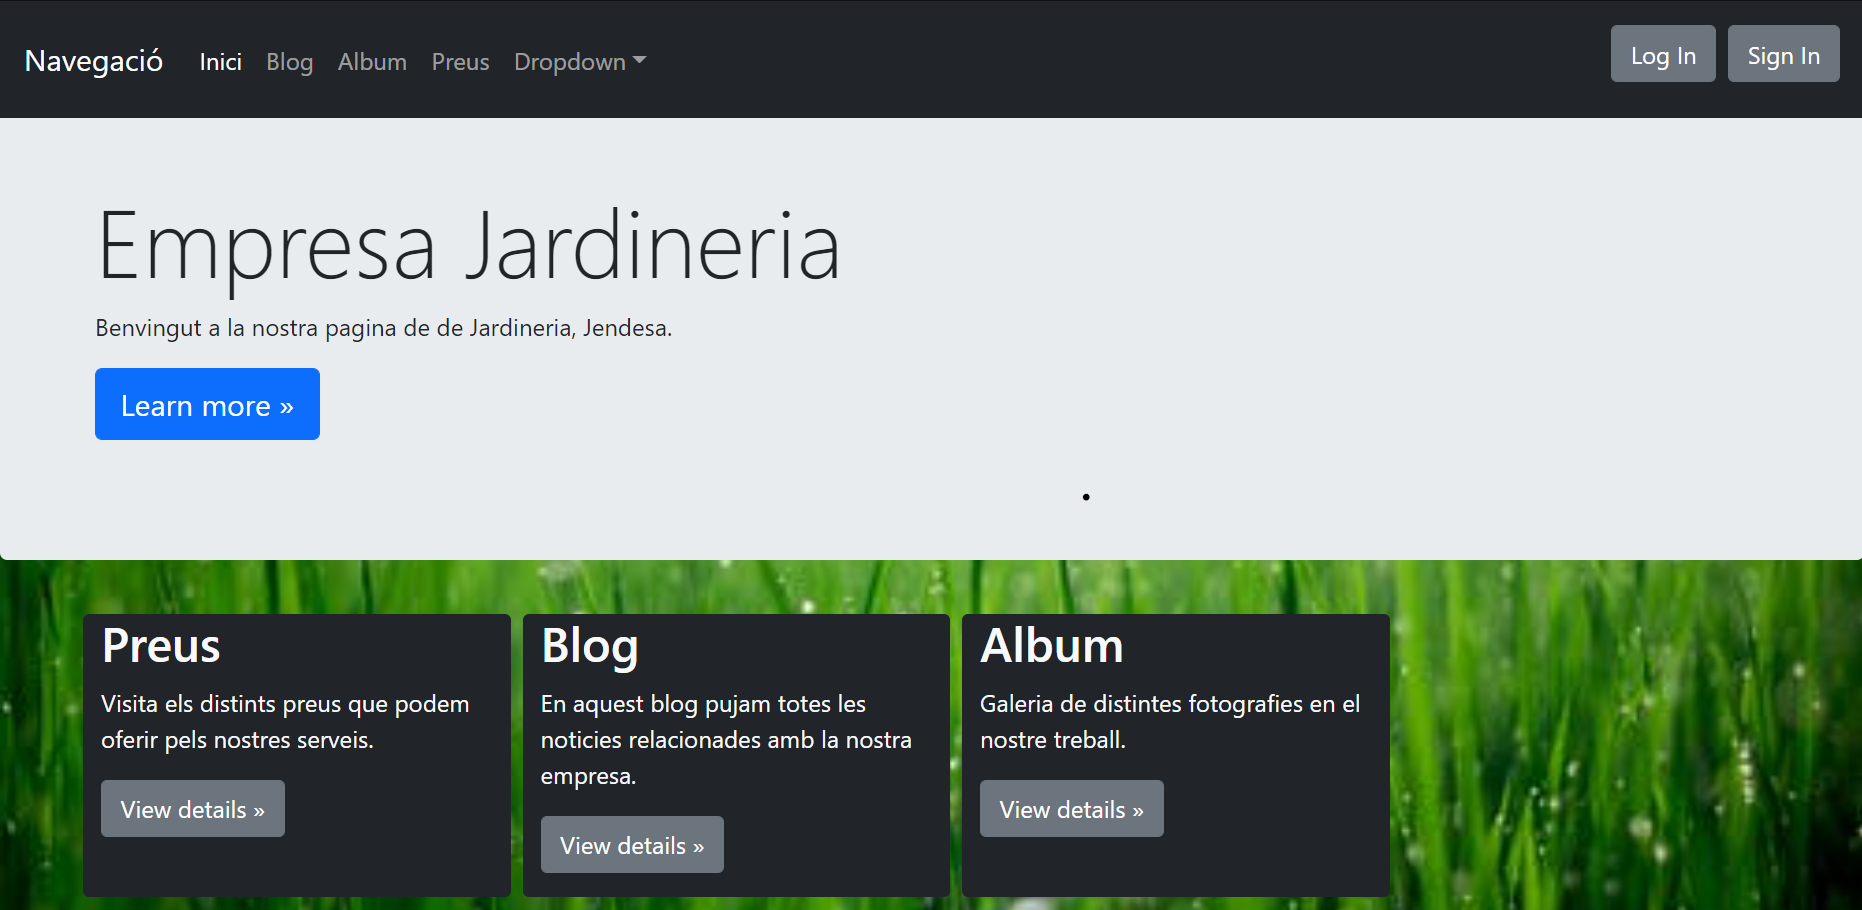 Navegació Inici Blog Album Preus Dropdown Log In Sign In
Empresa Jardineria
Benvingut a la nostra pagina de de Jardineria, Jendesa.
Learn more »
Preus
Visita els distints preus que podem
oferir pels nostres serveis.
View details »
Blog
En aquest blog pujam totes les
noticies relacionades amb la nostra
empresa.
View details »
Album
Galeria de distintes fotografies en el
nostre treball.
View details »